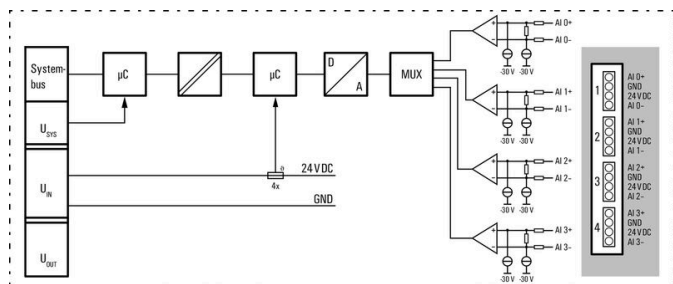 System-
bus
µC
µC
D
A
MUX
U SYS
U IN
U OUT
24 V DC
4x
GND
+
−
AI 0+
AI 0−
-30 V -30 V
+
−
AI 1+
AI 1−
-30 V -30 V
+
−
AI 2+
AI 2−
-30 V -30 V
+
−
AI 3+
AI 3−
-30 V -30 V
1
AI 0+
GND
24 V DC
AI 0−
2
AI 1+
GND
24 V DC
AI 1−
3
AI 2+
GND
24 V DC
AI 2−
4
AI 3+
GND
24 V DC
AI 3−